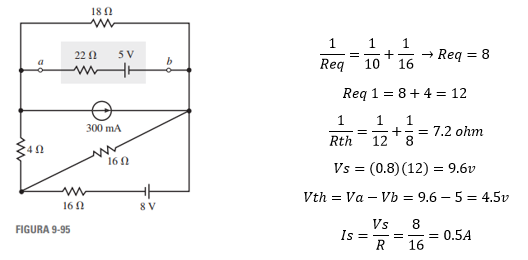 18 Ω
22 Ω 5 V
a b
300 mA
4 Ω
16 Ω
16 Ω 8 V
FIGURA 9-95
1/Req = 1/10 + 1/16 → Req = 8
Req 1 = 8 + 4 = 12
1/Rth = 1/12 + 1/8 = 7.2 ohm
Vs = (0.8)(12) = 9.6v
Vth = Va − Vb = 9.6 − 5 = 4.5v
Is = Vs/R = 8/16 = 0.5A